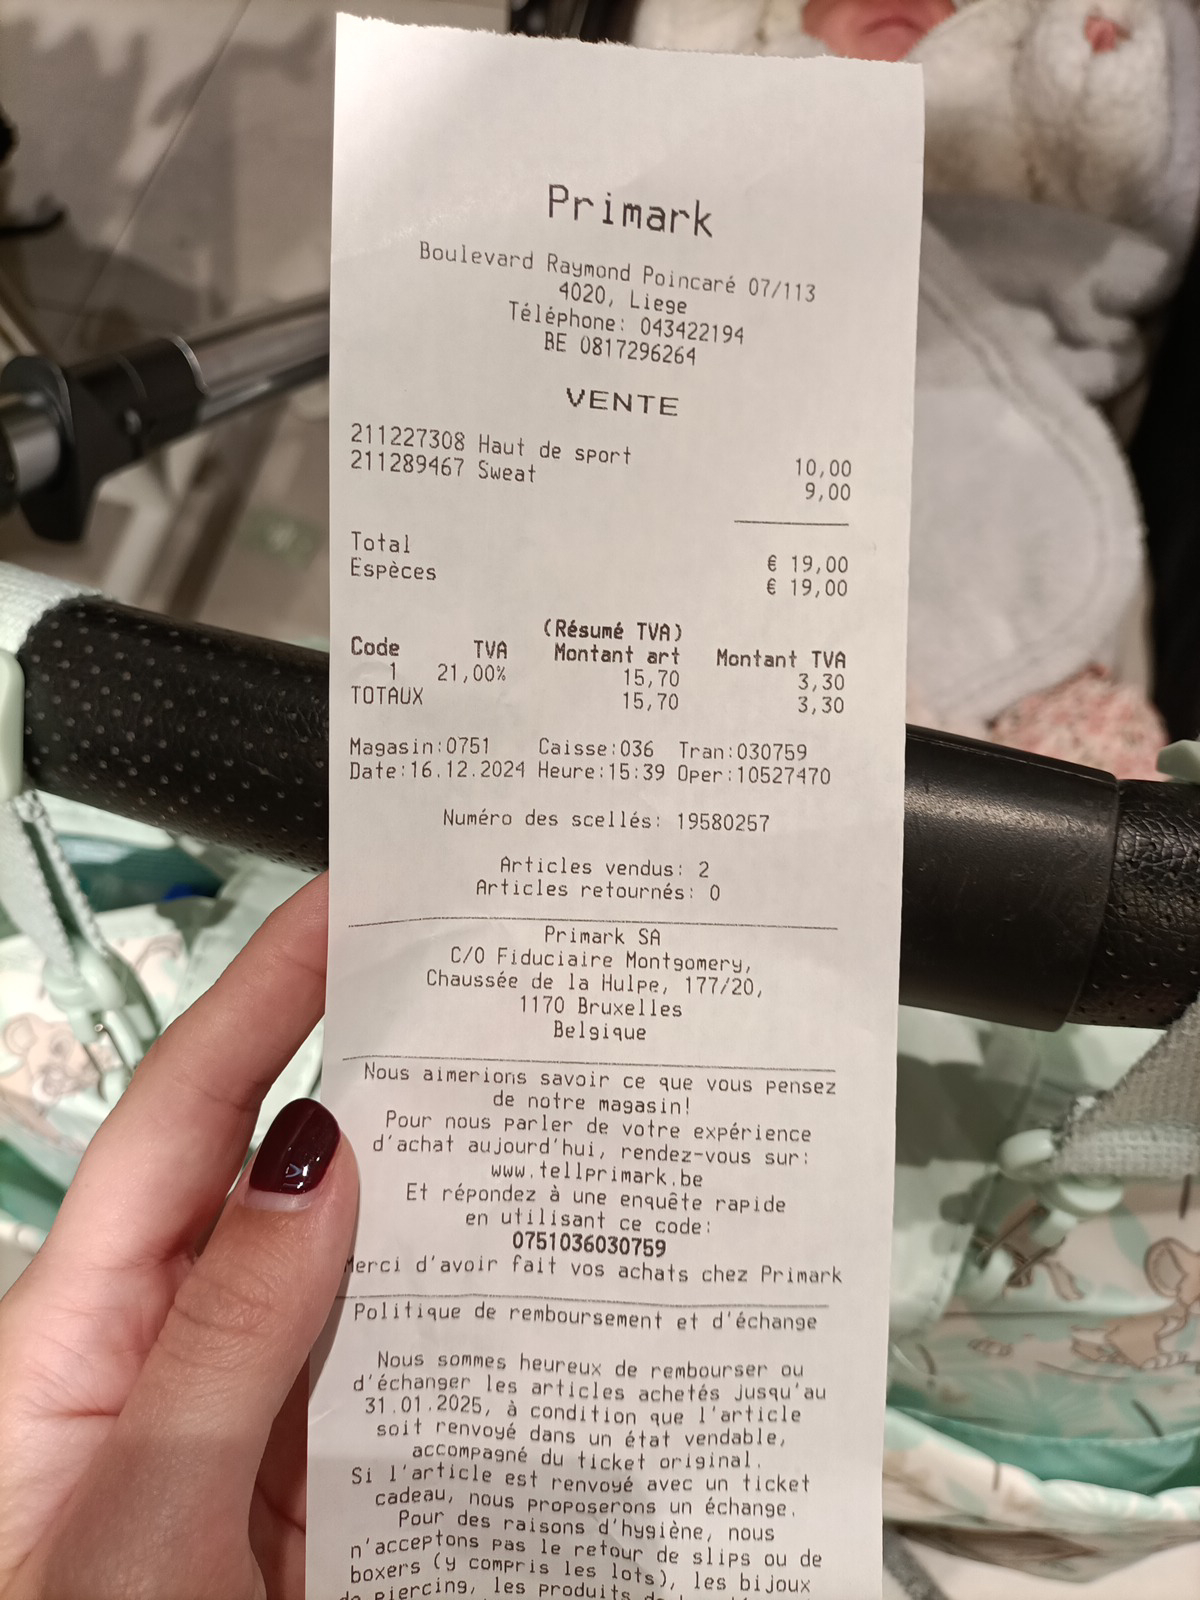 Primark
Boulevard Raymond Poincaré 07/113
4020, Liege
Téléphone: 043422194
BE 0817296264
VENTE
211227308 Haut de sport 10,00
211289467 Sweat 9,00
Total € 19,00
Espèces € 19,00
(Résumé TVA)
Code TVA Montant art Montant TVA
1 21,00% 15,70 3,30
TOTAUX 15,70 3,30
Magasin:0751 Caisse:036 Tran:030759
Date:16.12.2024 Heure:15:39 Oper:10527470
Numéro des scellés: 19580257
Articles vendus: 2
Articles retournés: 0
Primark SA
C/O Fiduciaire Montgomery,
Chaussée de la Hulpe, 177/20,
1170 Bruxelles
Belgique
Nous aimerions savoir ce que vous pensez
de notre magasin!
Pour nous parler de votre expérience
d'achat aujourd'hui, rendez-vous sur:
www.tellprimark.be
Et répondez à une enquête rapide
en utilisant ce code:
0751036030759
Merci d'avoir fait vos achats chez Primark
Politique de remboursement et d'échange
Nous sommes heureux de rembourser ou
d'échanger les articles achetés jusqu'au
31.01.2025, à condition que l'article
soit renvoyé dans un état vendable,
accompagné du ticket original.
Si l'article est renvoyé avec un ticket
cadeau, nous proposerons un échange.
Pour des raisons d'hygiène, nous
n'acceptons pas le retour de slips ou de
boxers (y compris les lots), les bijoux
de piercing, les produits